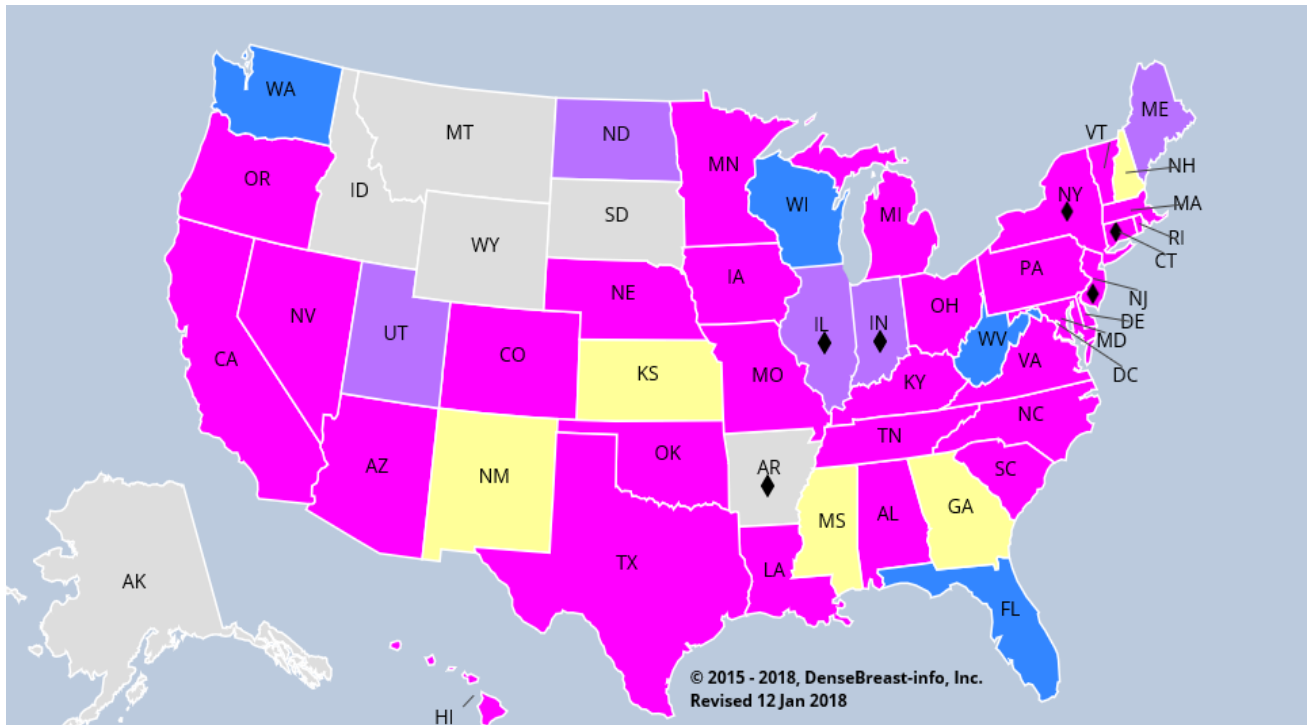 WA
MT
ND
MN
ME
VT
NH
OR
ID
SD
WI
MI
NY
MA
WY
RI
CT
PA
NE
IA
NV
UT
CO
IL
IN
OH
NJ
DE
MD
DC
CA
KS
MO
WV
VA
KY
AZ
NM
OK
AR
TN
NC
SC
MS
AL
GA
TX
LA
AK
FL
HI
© 2015 - 2018, DenseBreast-info, Inc.
Revised 12 Jan 2018